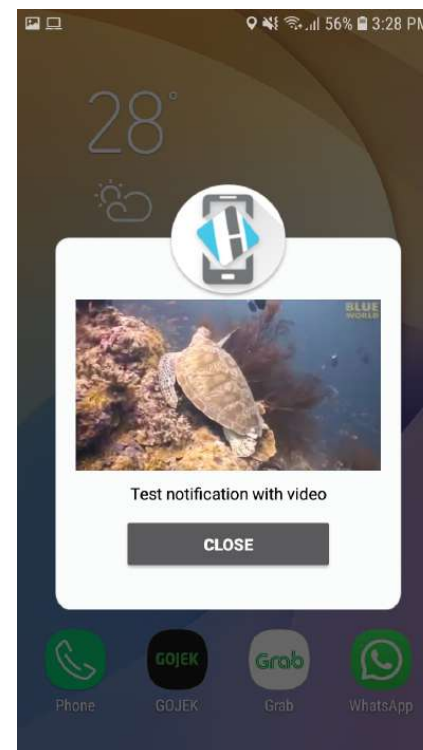 56% 3:28 PM
28°
BLUE
WORLD
Test notification with video
CLOSE
GOJEK
Grab
Phone
GOJEK
Grab
WhatsApp